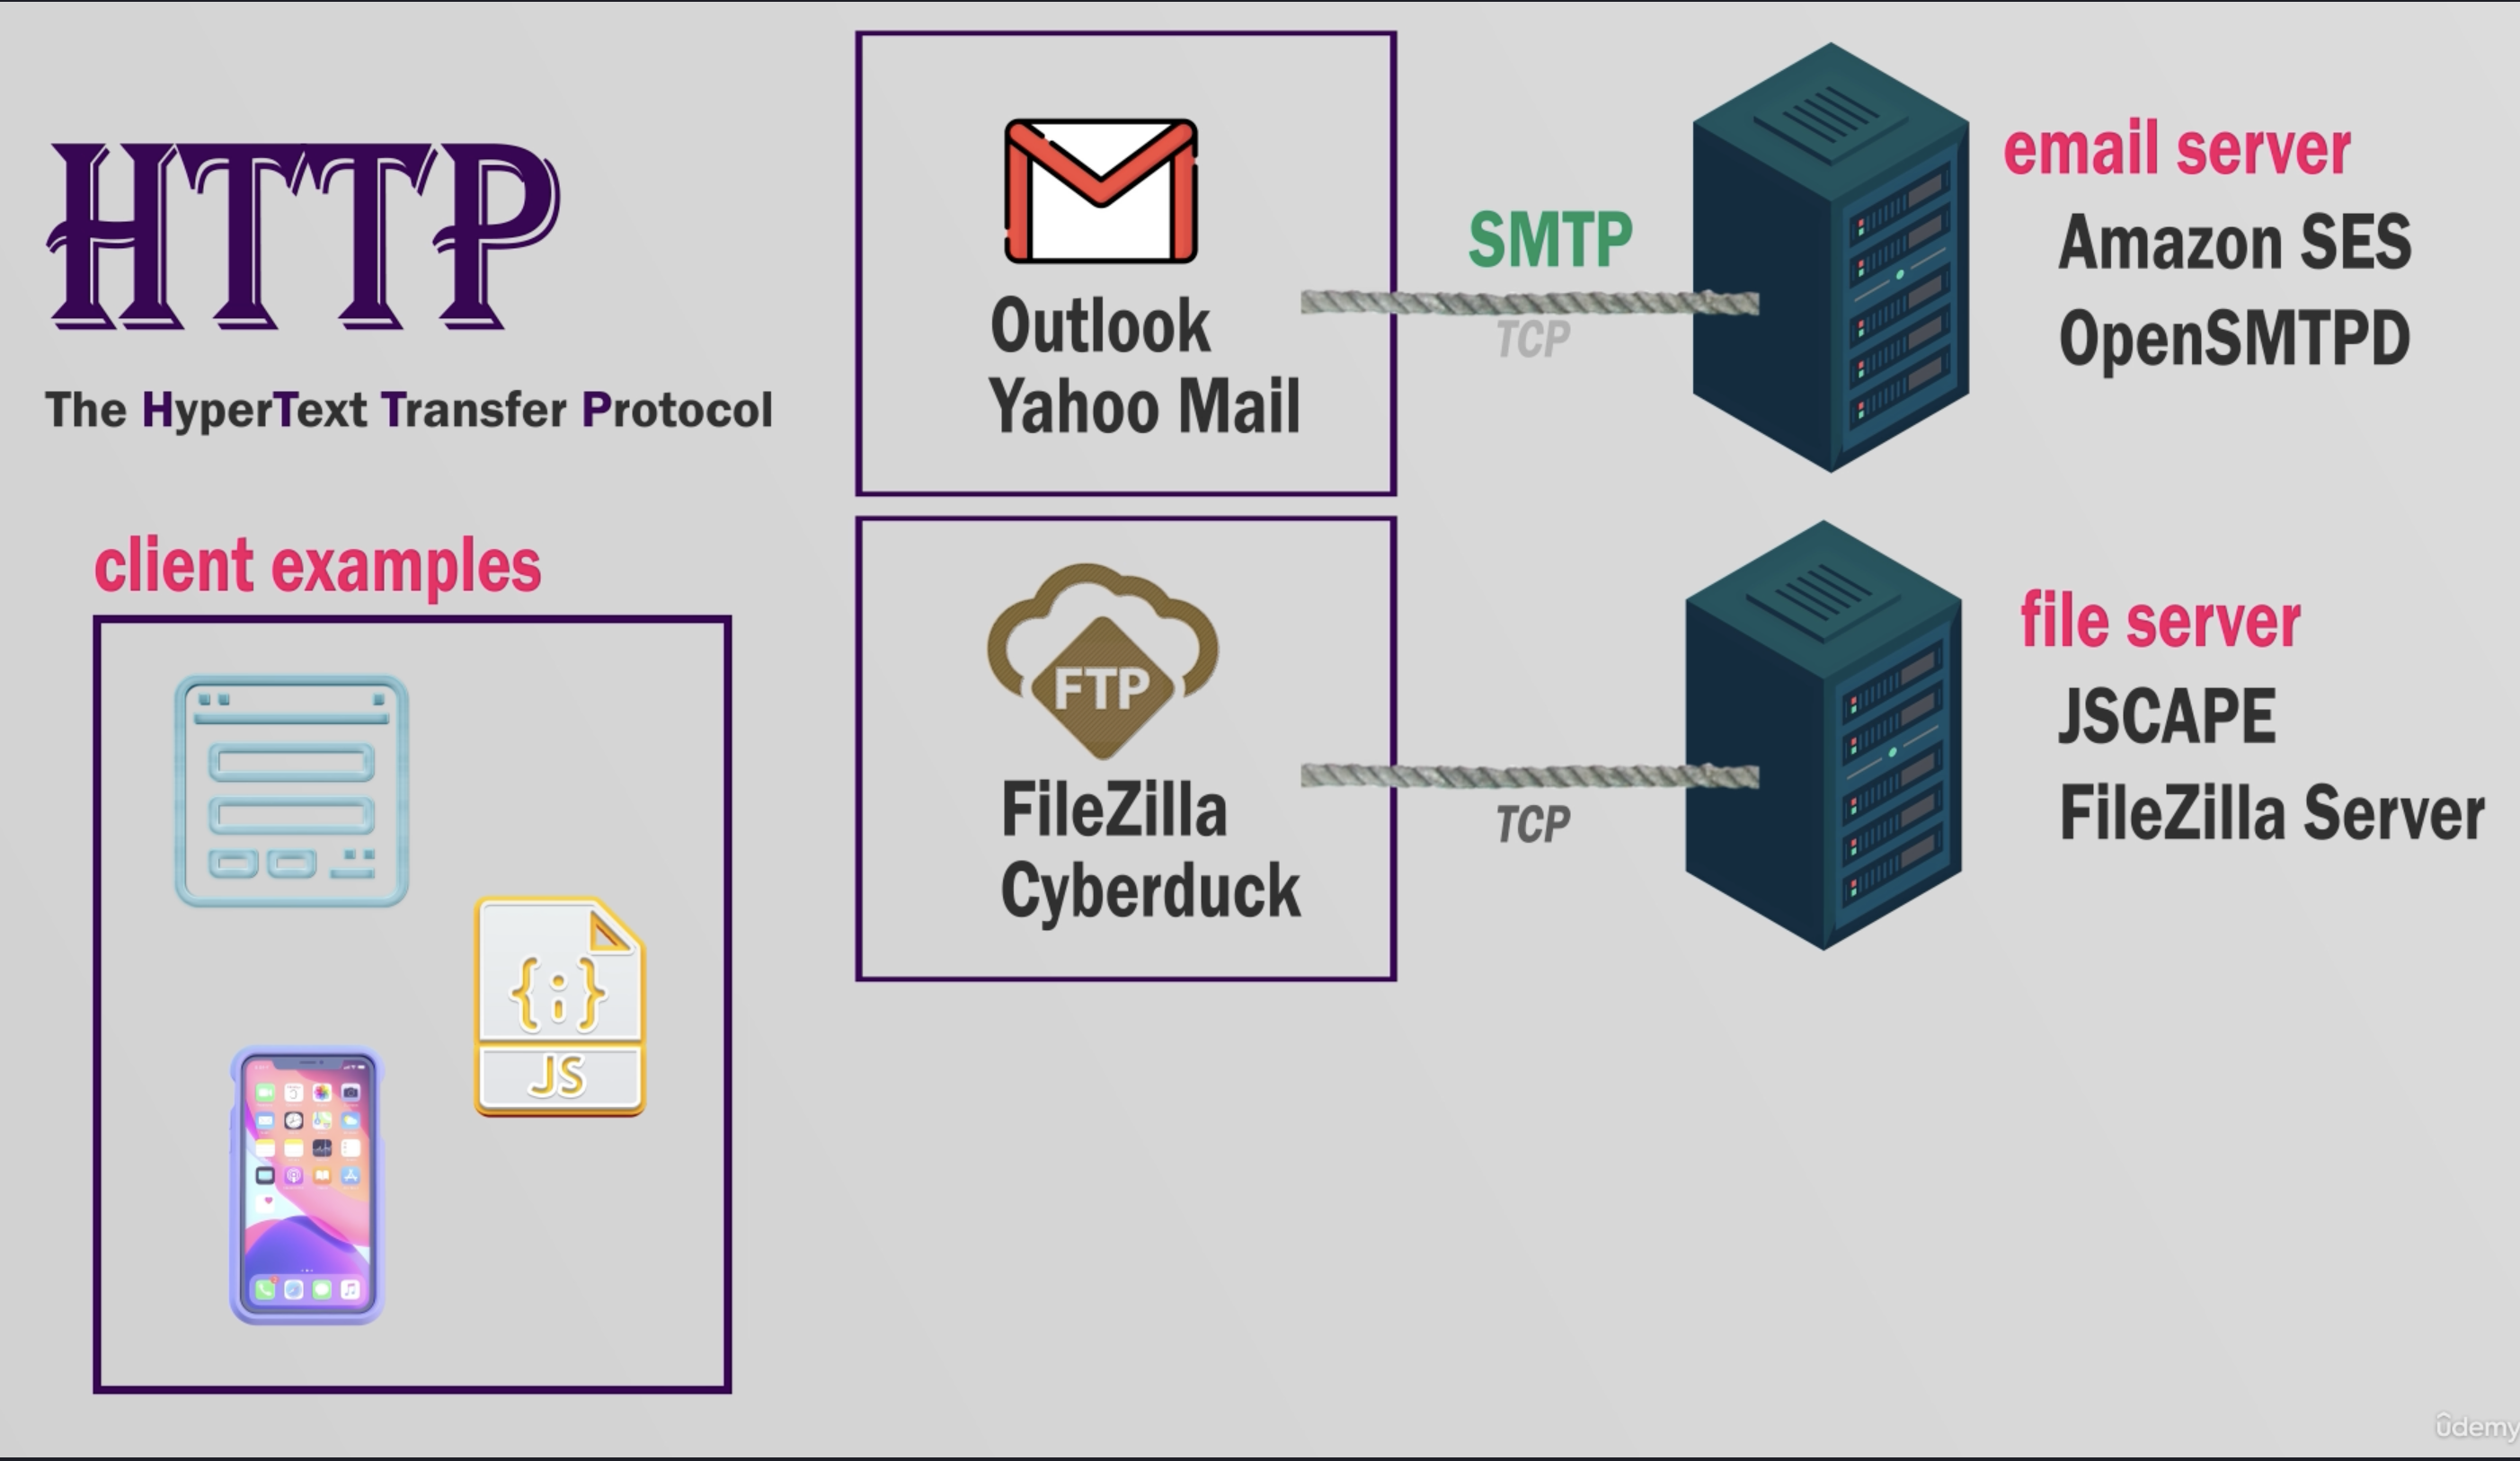 HTTP
The HyperText Transfer Protocol
client examples
JS
Outlook
Yahoo Mail
SMTP
TCP
email server
Amazon SES
OpenSMTPD
FTP
FileZilla
Cyberduck
TCP
file server
JSCAPE
FileZilla Server
ûdemy